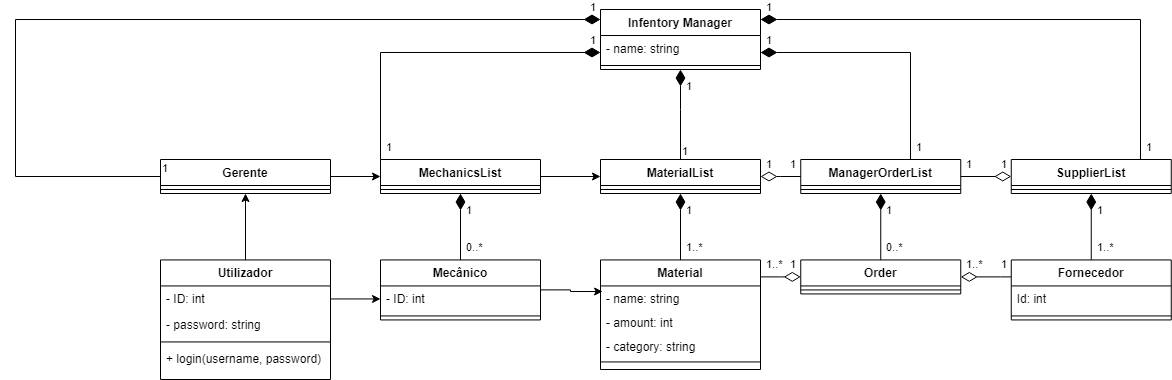 1
Infentory Manager
1
- name: string
1
1
1
1
1
1
1
1
1
Gerente
MechanicsList
MaterialList
1
1
ManagerOrderList
1
SupplierList
1
1
1
1
0..*
1..*
0..*
1..*
Utilizador
- ID: int
- password: string
+ login(username, password)
Mecânico
- ID: int
Material
- name: string
- amount: int
- category: string
1..*
1
Order
1..*
1
Fornecedor
Id: int